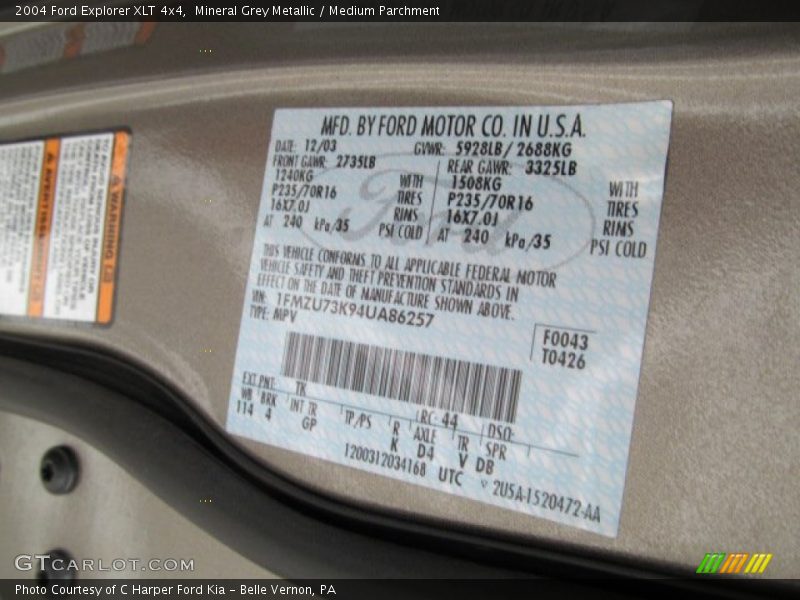 2004 Ford Explorer XLT 4x4, Mineral Grey Metallic / Medium Parchment
MFD. BY FORD MOTOR CO. IN U.S.A.
DATE: 12/03 GVWR: 5928LB / 2688KG
FRONT GAWR: 2735LB REAR GAWR: 3325LB
1240KG WITH 1508KG WITH
P235/70R16 TIRES P235/70R16 TIRES
16X7.0J RIMS 16X7.0J RIMS
AT 240 kPa/35 PSI COLD AT 240 kPa/35 PSI COLD
Ford
THIS VEHICLE CONFORMS TO ALL APPLICABLE FEDERAL MOTOR
VEHICLE SAFETY AND THEFT PREVENTION STANDARDS IN
EFFECT ON THE DATE OF MANUFACTURE SHOWN ABOVE.
VIN: 1FMZU73K94UA86257
TYPE: MPV
F0043
T0426
EXT PNT: TK RC: 44 DSO:
WB BRK INT TR TP/PS R AXLE TR SPR
114 4 GP K D4 V DB
1200312034168 UTC
▽ 2U5A-1520472-AA
WARNING
GTCARLOT.COM
Photo Courtesy of C Harper Ford Kia - Belle Vernon, PA